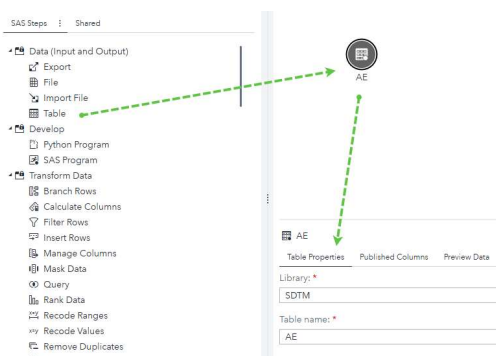 SAS Steps
Shared
Data (Input and Output)
Export
File
Import File
Table
Develop
Python Program
SAS Program
Transform Data
Branch Rows
Calculate Columns
Filter Rows
Insert Rows
Manage Columns
Mask Data
Query
Rank Data
Recode Ranges
Recode Values
Remove Duplicates
AE
AE
Table Properties Published Columns Preview Data
Library: *
SDTM
Table name: *
AE